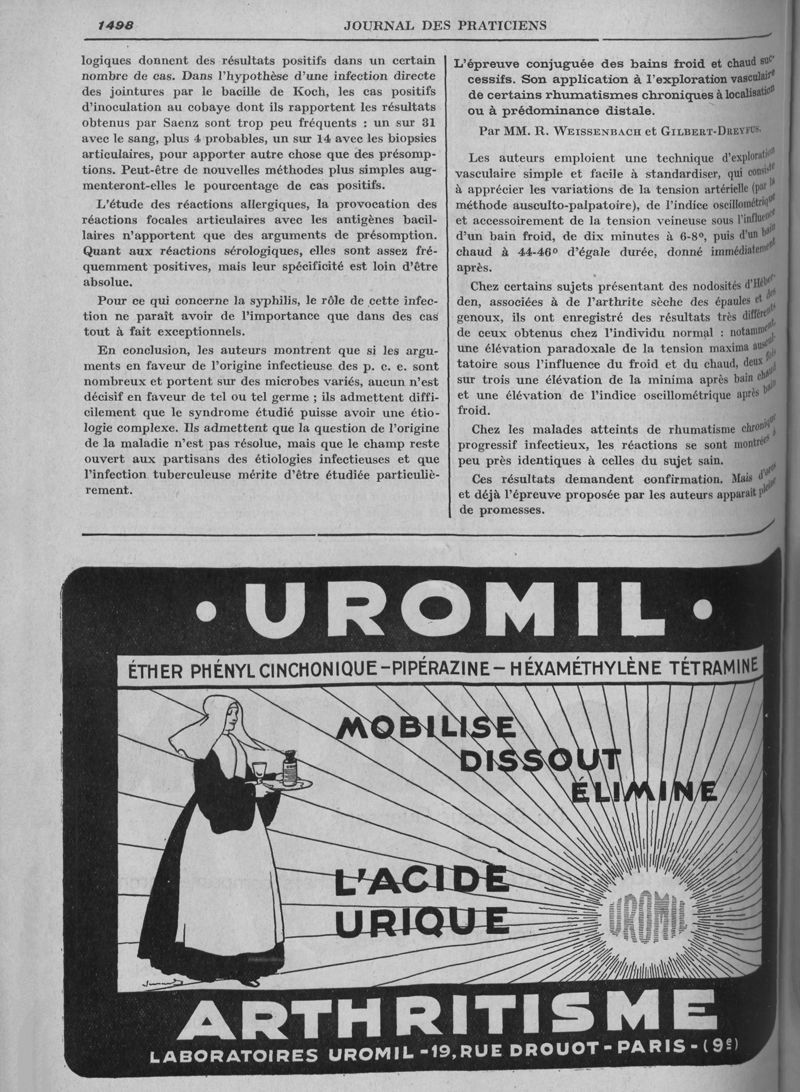 1498
JOURNAL DES PRATICIENS
logiques donnent des résultats positifs dans un certain
nombre de cas. Dans l'hypothèse d'une infection directe
des jointures par le bacille de Koch, les cas positifs
d'inoculation au cobaye dont ils rapportent les résultats
obtenus par Saenz sont trop peu fréquents : un sur 31
avec le sang, plus 4 probables, un sur 14 avec les biopsies
articulaires, pour apporter autre chose que des présomp-
tions. Peut-être de nouvelles méthodes plus simples aug-
menteront-elles le pourcentage de cas positifs.
L'étude des réactions allergiques, la provocation des
réactions focales articulaires avec les antigènes bacil-
laires n'apportent que des arguments de présomption.
Quant aux réactions sérologiques, elles sont assez fré-
quemment positives, mais leur spécificité est loin d'être
absolue.
Pour ce qui concerne la syphilis, le rôle de cette infec-
tion ne paraît avoir de l'importance que dans des cas
tout à fait exceptionnels.
En conclusion, les auteurs montrent que si les argu-
ments en faveur de l'origine infectieuse des p. c. e. sont
nombreux et portent sur des microbes variés, aucun n'est
décisif en faveur de tel ou tel germe ; ils admettent diffi-
cilement que le syndrome étudié puisse avoir une étio-
logie complexe. Ils admettent que la question de l'origine
de la maladie n'est pas résolue, mais que le champ reste
ouvert aux partisans des étiologies infectieuses et que
l'infection tuberculeuse mérite d'être étudiée particuliè-
rement.
L'épreuve conjuguée des bains froid et chaud suc-
cessifs. Son application à l'exploration vasculaire
de certains rhumatismes chroniques à localisation
ou à prédominance distale.
Par MM. R. WEISSENBACH et GILBERT-DREYFUS.
Les auteurs emploient une technique d'exploration
vasculaire simple et facile à standardiser, qui consiste
à apprécier les variations de la tension artérielle (par la
méthode ausculto-palpatoire), de l'indice oscillométrique
et accessoirement de la tension veineuse sous l'influence
d'un bain froid, de dix minutes à 6-8°, puis d'un bain
chaud à 44-46° d'égale durée, donné immédiatement
après.
Chez certains sujets présentant des nodosités d'Héber-
den, associées à de l'arthrite sèche des épaules et des
genoux, ils ont enregistré des résultats très différents
de ceux obtenus chez l'individu normal : notamment,
une élévation paradoxale de la tension maxima auscul-
tatoire sous l'influence du froid et du chaud, deux fois
sur trois une élévation de la minima après bain chaud
et une élévation de l'indice oscillométrique après bain
froid.
Chez les malades atteints de rhumatisme chronique
progressif infectieux, les réactions se sont montrées à
peu près identiques à celles du sujet sain.
Ces résultats demandent confirmation. Mais d'ores
et déjà l'épreuve proposée par les auteurs apparaît pleine
de promesses.
• UROMIL •
ÉTHER PHÉNYL CINCHONIQUE - PIPÉRAZINE - HÉXAMÉTHYLÈNE TÉTRAMINE
MOBILISE
DISSOUT
ÉLIMINE
L'ACIDE
URIQUE
UROMIL
ARTHRITISME
LABORATOIRES UROMIL - 19, RUE DROUOT - PARIS - (9e)